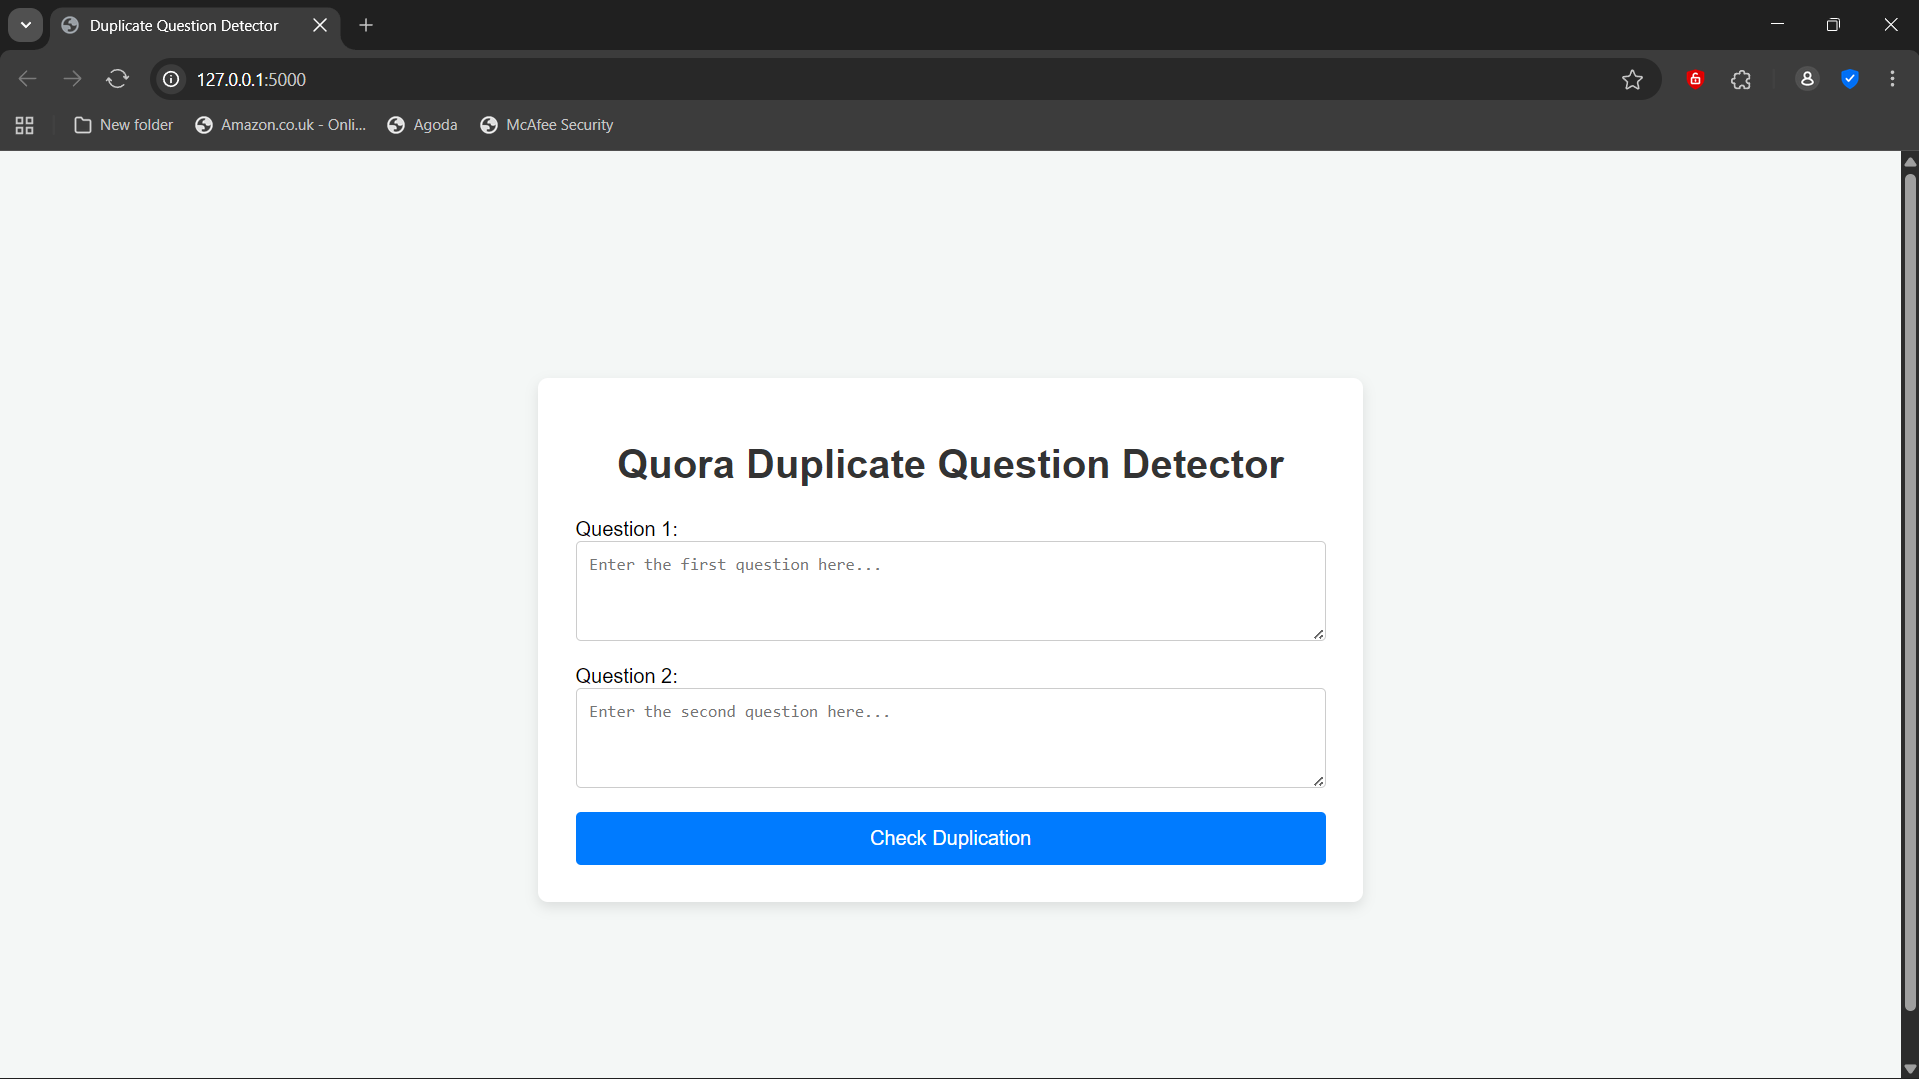 Duplicate Question Detector
127.0.0.1:5000
New folder
Amazon.co.uk - Onli...
Agoda
McAfee Security
Quora Duplicate Question Detector
Question 1:
Enter the first question here...
Question 2:
Enter the second question here...
Check Duplication